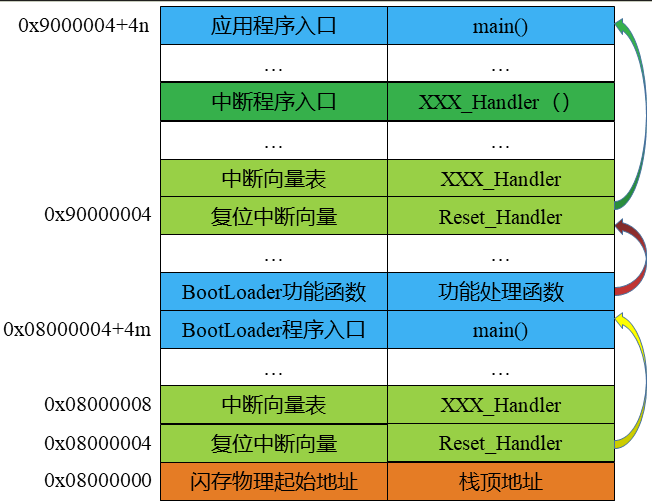 0x9000004+4n 应用程序入口 main()
… …
中断程序入口 XXX_Handler（）
… …
中断向量表 XXX_Handler
0x90000004 复位中断向量 Reset_Handler
… …
BootLoader功能函数 功能处理函数
0x08000004+4m BootLoader程序入口 main()
… …
0x08000008 中断向量表 XXX_Handler
0x08000004 复位中断向量 Reset_Handler
0x08000000 闪存物理起始地址 栈顶地址